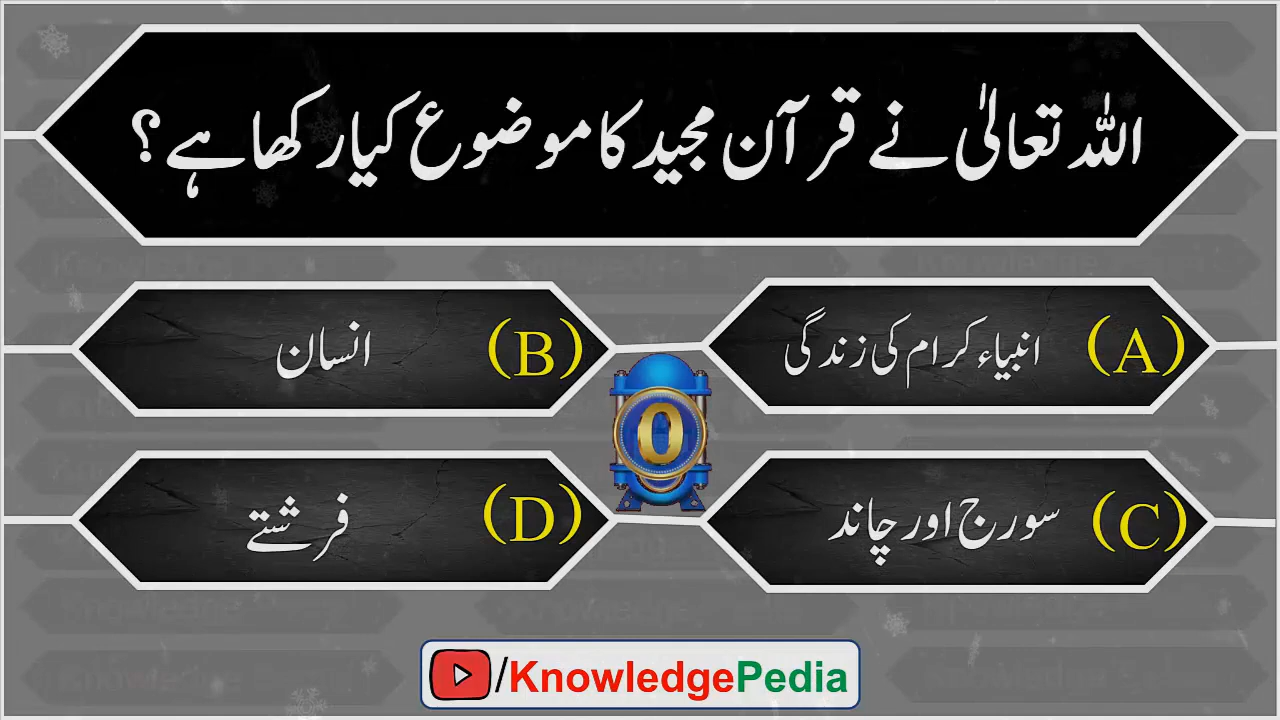 اللہ تعالیٰ نے قرآن مجید کا موضوع کیا رکھا ہے؟
(A) انبیاء کرام کی زندگی
(B) انسان
(C) سورج اور چاند
(D) فرشتے
0
/KnowledgePedia